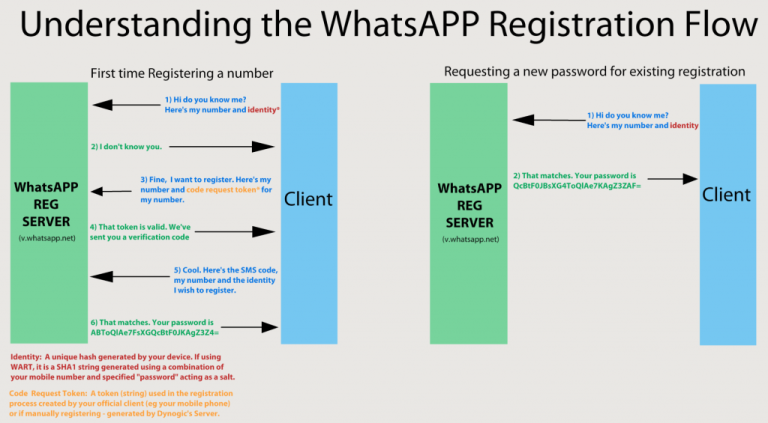 Understanding the WhatsAPP Registration Flow
First time Registering a number
1) Hi do you know me?
Here's my number and identity*
2) I don't know you.
3) Fine, I want to register. Here's my
number and code request token* for
my number.
WhatsAPP
REG
SERVER
(v.whatsapp.net)
Client
4) That token is valid. We've
sent you a verification code
5) Cool. Here's the SMS code,
my number and the identity
I wish to register.
6) That matches. Your password is
ABToQlAe7FsXGQcBtF0JKAgZ3Z4=
Identity: A unique hash generated by your device. If using
WART, it is a SHA1 string generated using a combination of
your mobile number and specified "password" acting as a salt.
Code Request Token: A token (string) used in the registration
process created by your official client (eg your mobile phone)
or if manually registering - generated by Dynogic's Server.
Requesting a new password for existing registration
1) Hi do you know me?
Here's my number and identity
2) That matches. Your password is
QcBtF0JBsXG4ToQlAe7KAgZ3ZAF=
WhatsAPP
REG
SERVER
(v.whatsapp.net)
Client